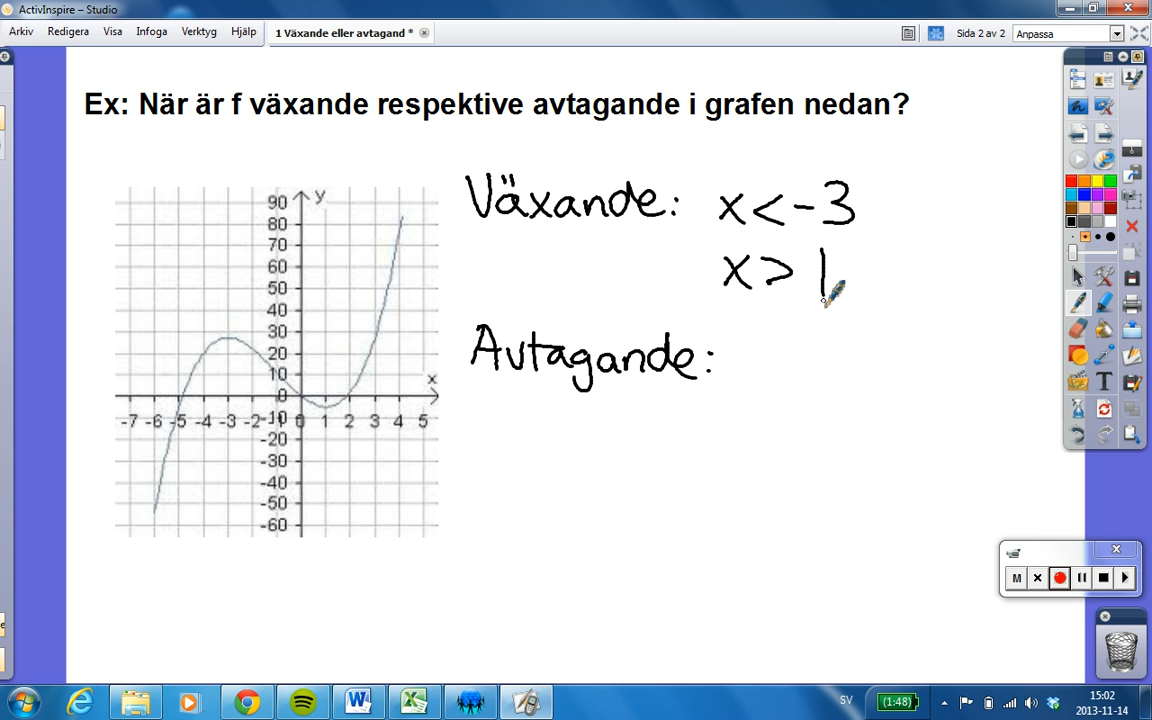 ActivInspire – Studio
Arkiv Redigera Visa Infoga Verktyg Hjälp 1 Växande eller avtagand * Sida 2 av 2 Anpassa
Ex: När är f växande respektive avtagande i grafen nedan?
Växande: x < -3
x > 1
Avtagande:
y
90
80
70
60
50
40
30
20
10
0
x
-7 -6 -5 -4 -3 -2 -1 0 1 2 3 4 5
-10
-20
-30
-40
-50
-60
M
T
SV (1:48) 15:02
2013-11-14